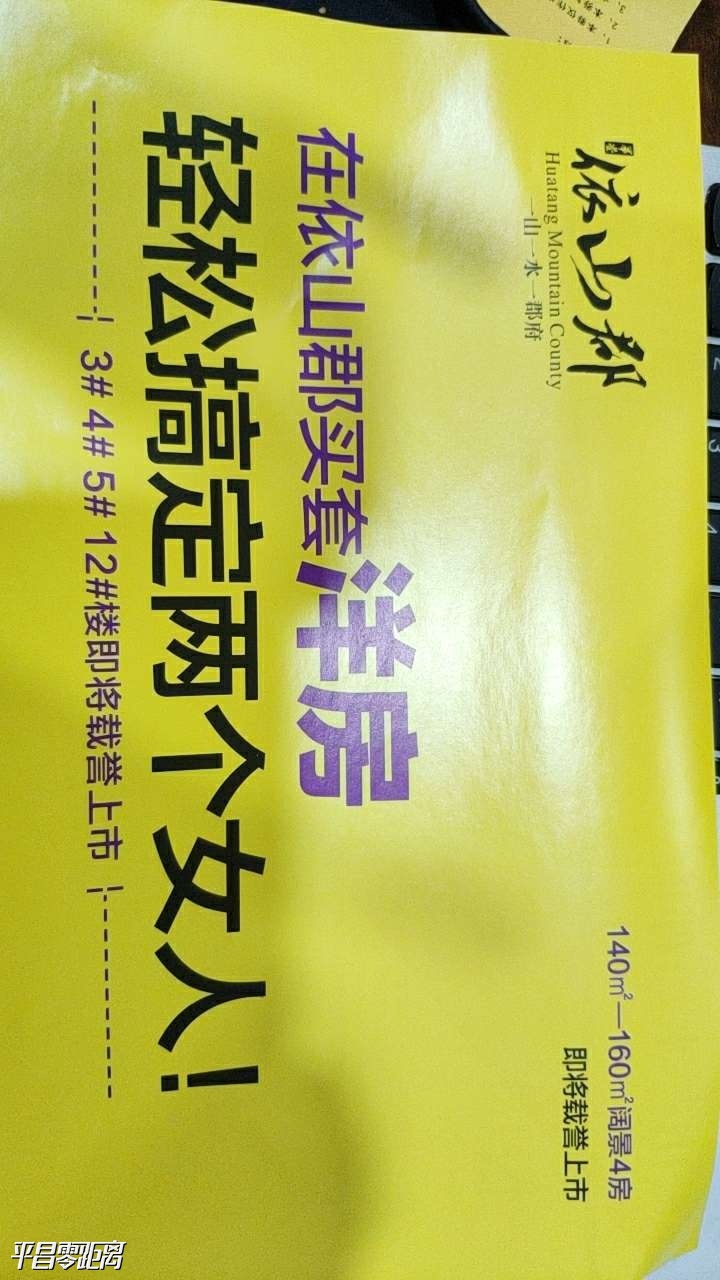 依山郡
Huatang Mountain County
一山一水一郡府
140㎡—160㎡阔景4房
即将载誉上市
在依山郡买套洋房
轻松搞定两个女人!
3# 4# 5# 12#楼即将载誉上市
平昌零距离